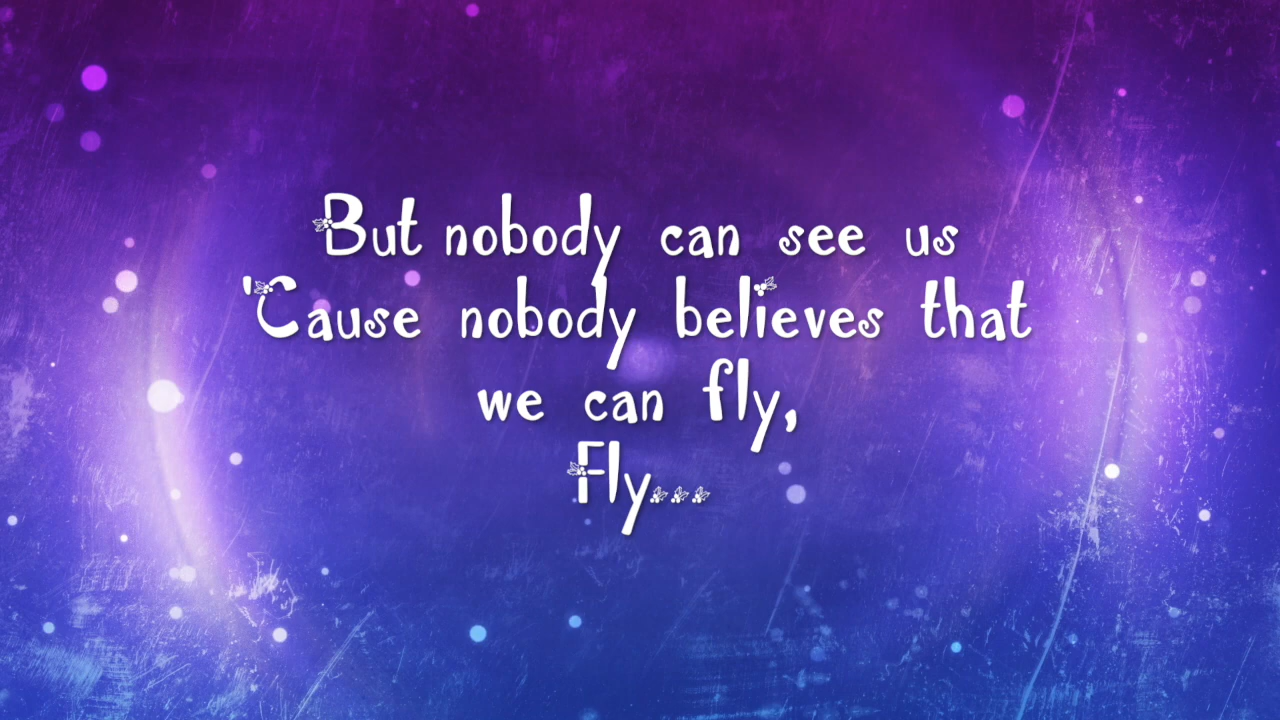 But nobody can see us
'Cause nobody believes that
we can fly,
Fly...